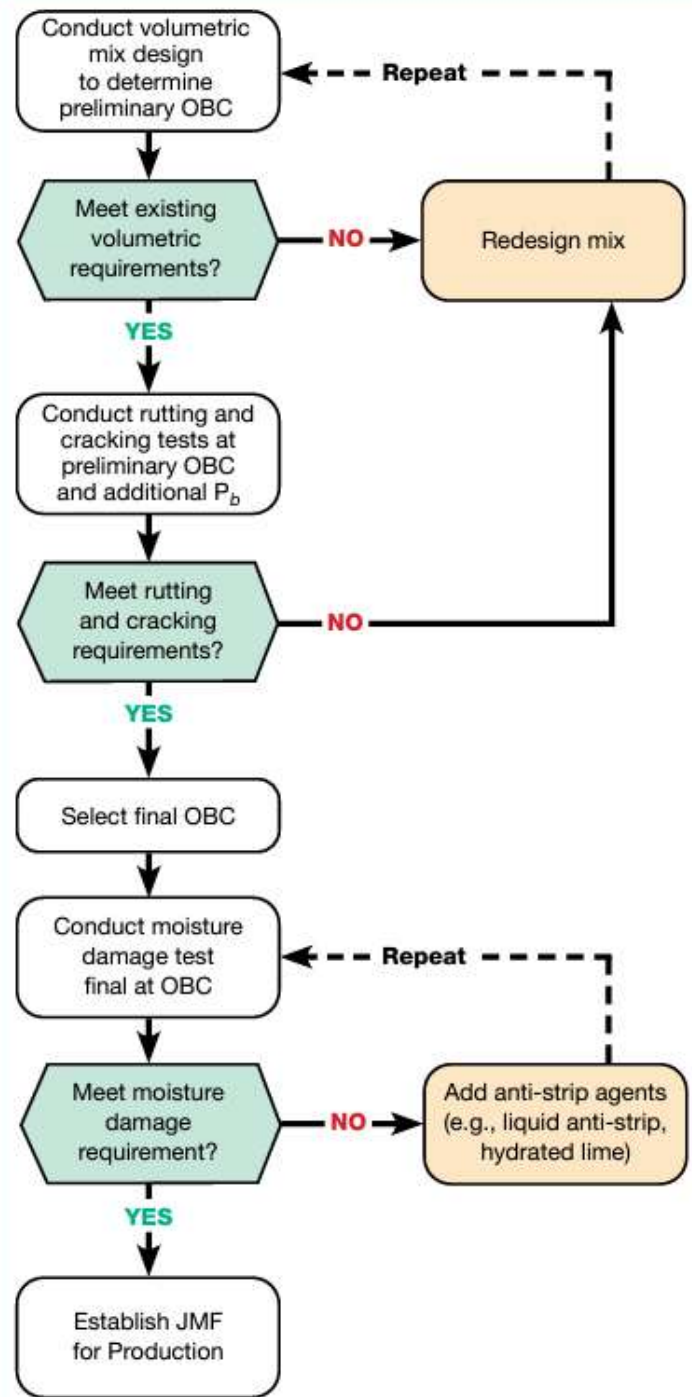 Conduct volumetric
mix design
to determine
preliminary OBC
Repeat
Meet existing
volumetric
requirements?
NO
Redesign mix
YES
Conduct rutting and
cracking tests at
preliminary OBC
and additional Pb
Meet rutting
and cracking
requirements?
NO
YES
Select final OBC
Conduct moisture
damage test
final at OBC
Repeat
Meet moisture
damage
requirement?
NO
Add anti-strip agents
(e.g., liquid anti-strip,
hydrated lime)
YES
Establish JMF
for Production